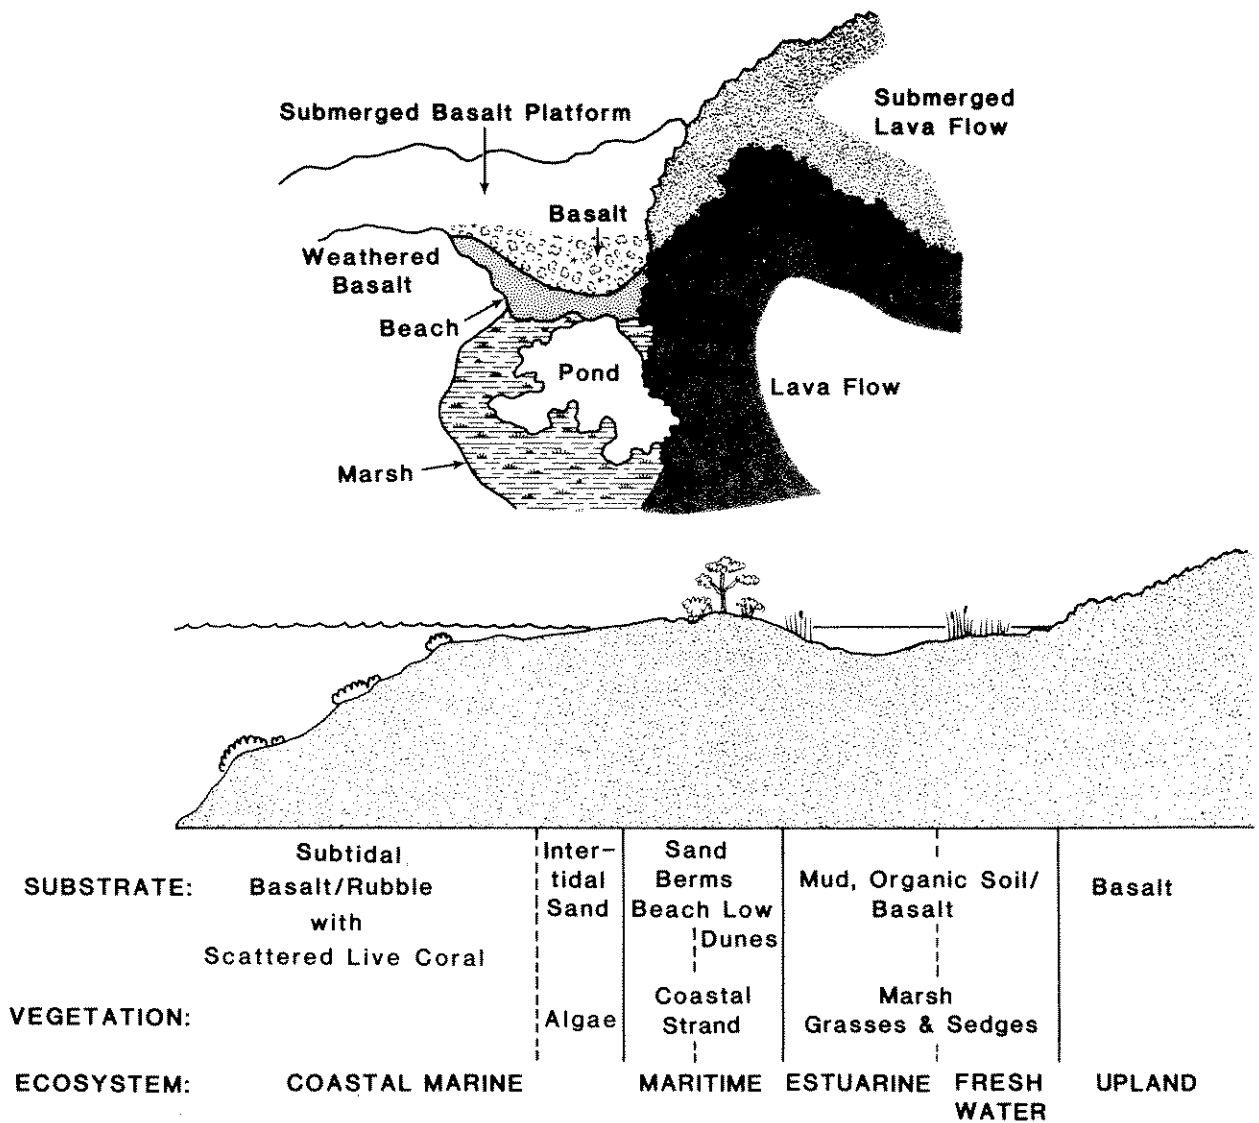 Submerged Basalt Platform
Submerged
Lava Flow
Basalt
Weathered
Basalt
Beach
Pond
Lava Flow
Marsh
SUBSTRATE:
Subtidal
Basalt/Rubble
with
Scattered Live Coral
Inter-
tidal
Sand
Sand
Berms
Beach Low
Dunes
Mud, Organic Soil/
Basalt
Basalt
VEGETATION:
Algae
Coastal
Strand
Marsh
Grasses & Sedges
ECOSYSTEM:
COASTAL MARINE
MARITIME
ESTUARINE
FRESH
WATER
UPLAND